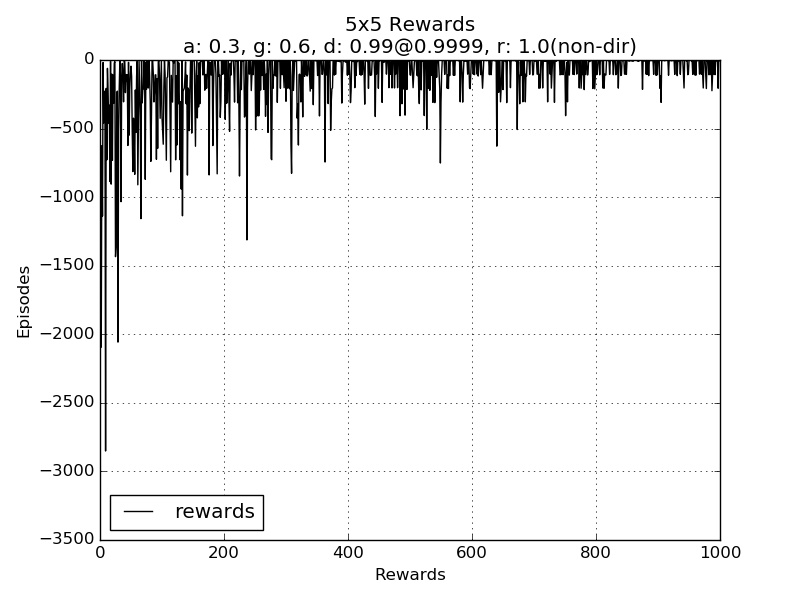 5x5 Rewards
a: 0.3, g: 0.6, d: 0.99@0.9999, r: 1.0(non-dir)
0
−500
−1000
−1500
−2000
−2500
−3000
−3500
Episodes
rewards
0 200 400 600 800 1000
Rewards